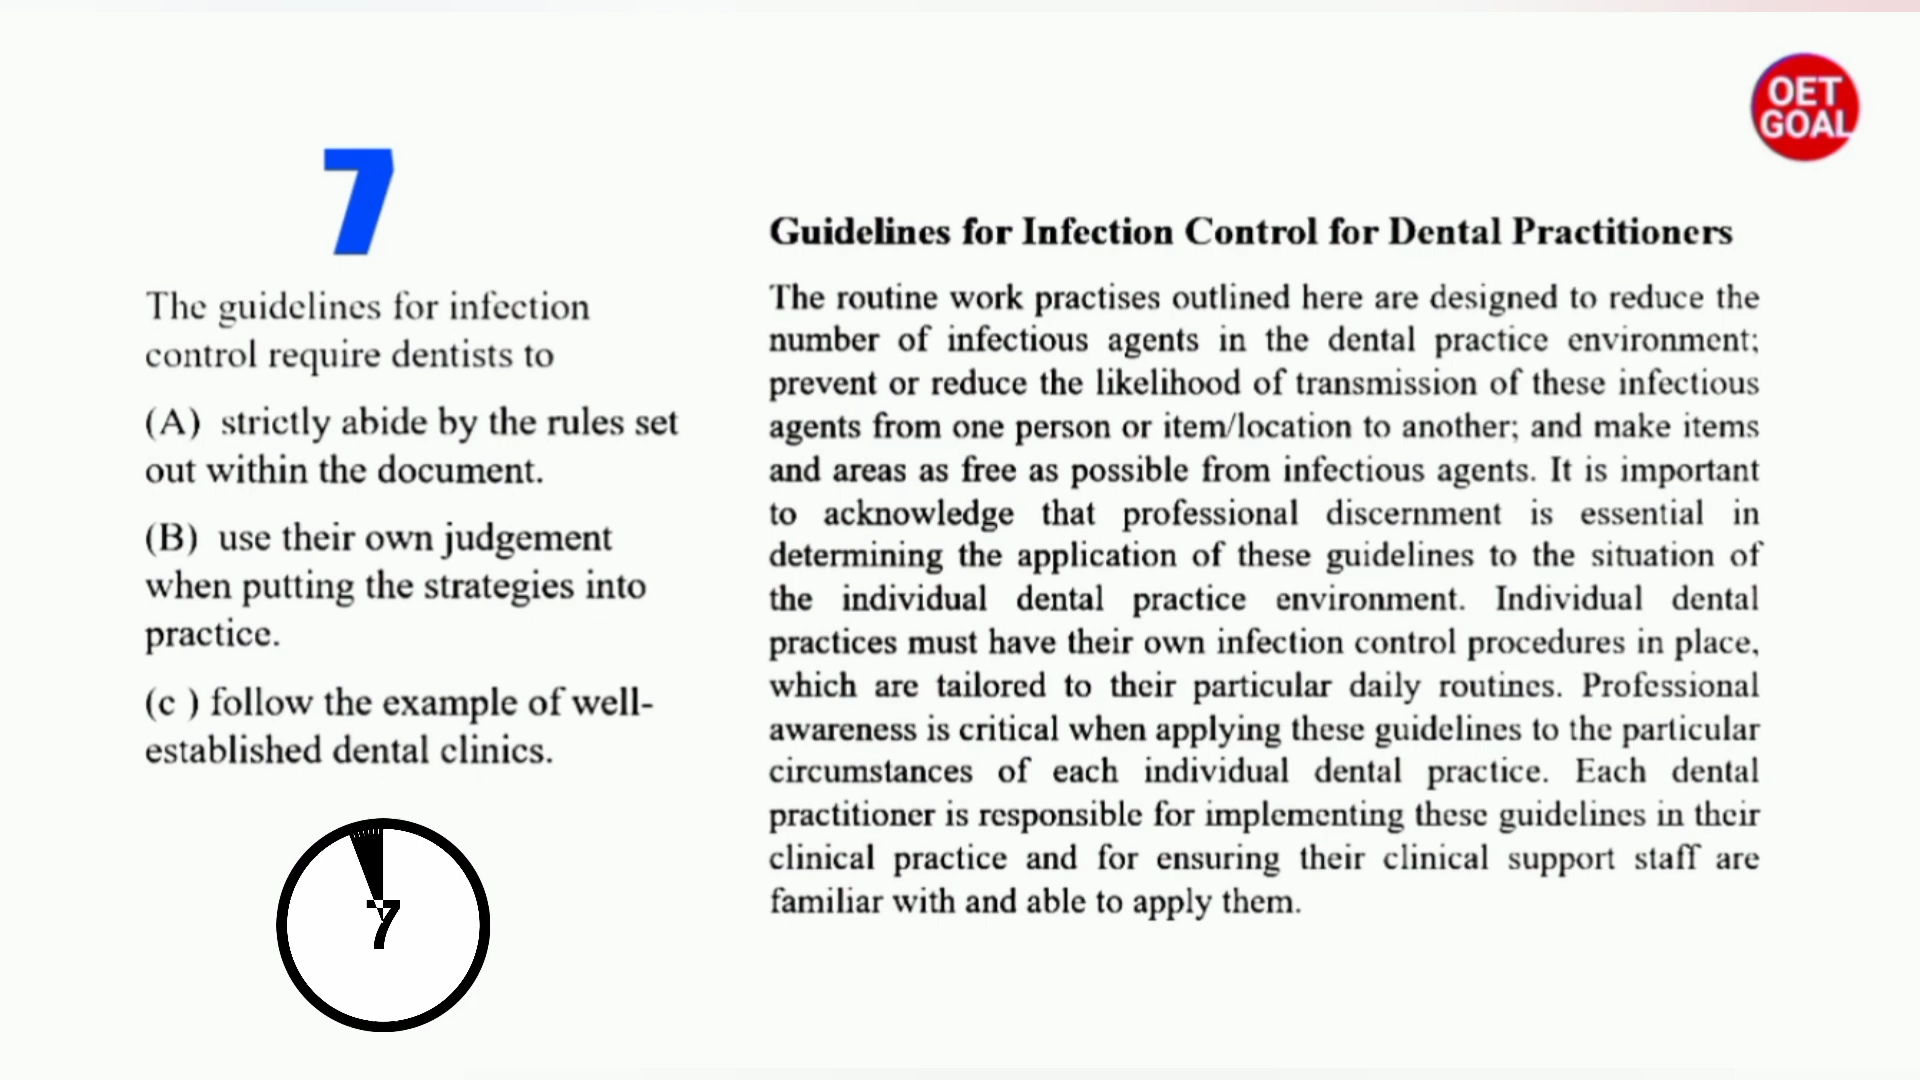 OET
GOAL
7
The guidelines for infection
control require dentists to
(A) strictly abide by the rules set
out within the document.
(B) use their own judgement
when putting the strategies into
practice.
(c ) follow the example of well-
established dental clinics.
7
Guidelines for Infection Control for Dental Practitioners
The routine work practises outlined here are designed to reduce the
number of infectious agents in the dental practice environment;
prevent or reduce the likelihood of transmission of these infectious
agents from one person or item/location to another; and make items
and areas as free as possible from infectious agents. It is important
to acknowledge that professional discernment is essential in
determining the application of these guidelines to the situation of
the individual dental practice environment. Individual dental
practices must have their own infection control procedures in place,
which are tailored to their particular daily routines. Professional
awareness is critical when applying these guidelines to the particular
circumstances of each individual dental practice. Each dental
practitioner is responsible for implementing these guidelines in their
clinical practice and for ensuring their clinical support staff are
familiar with and able to apply them.